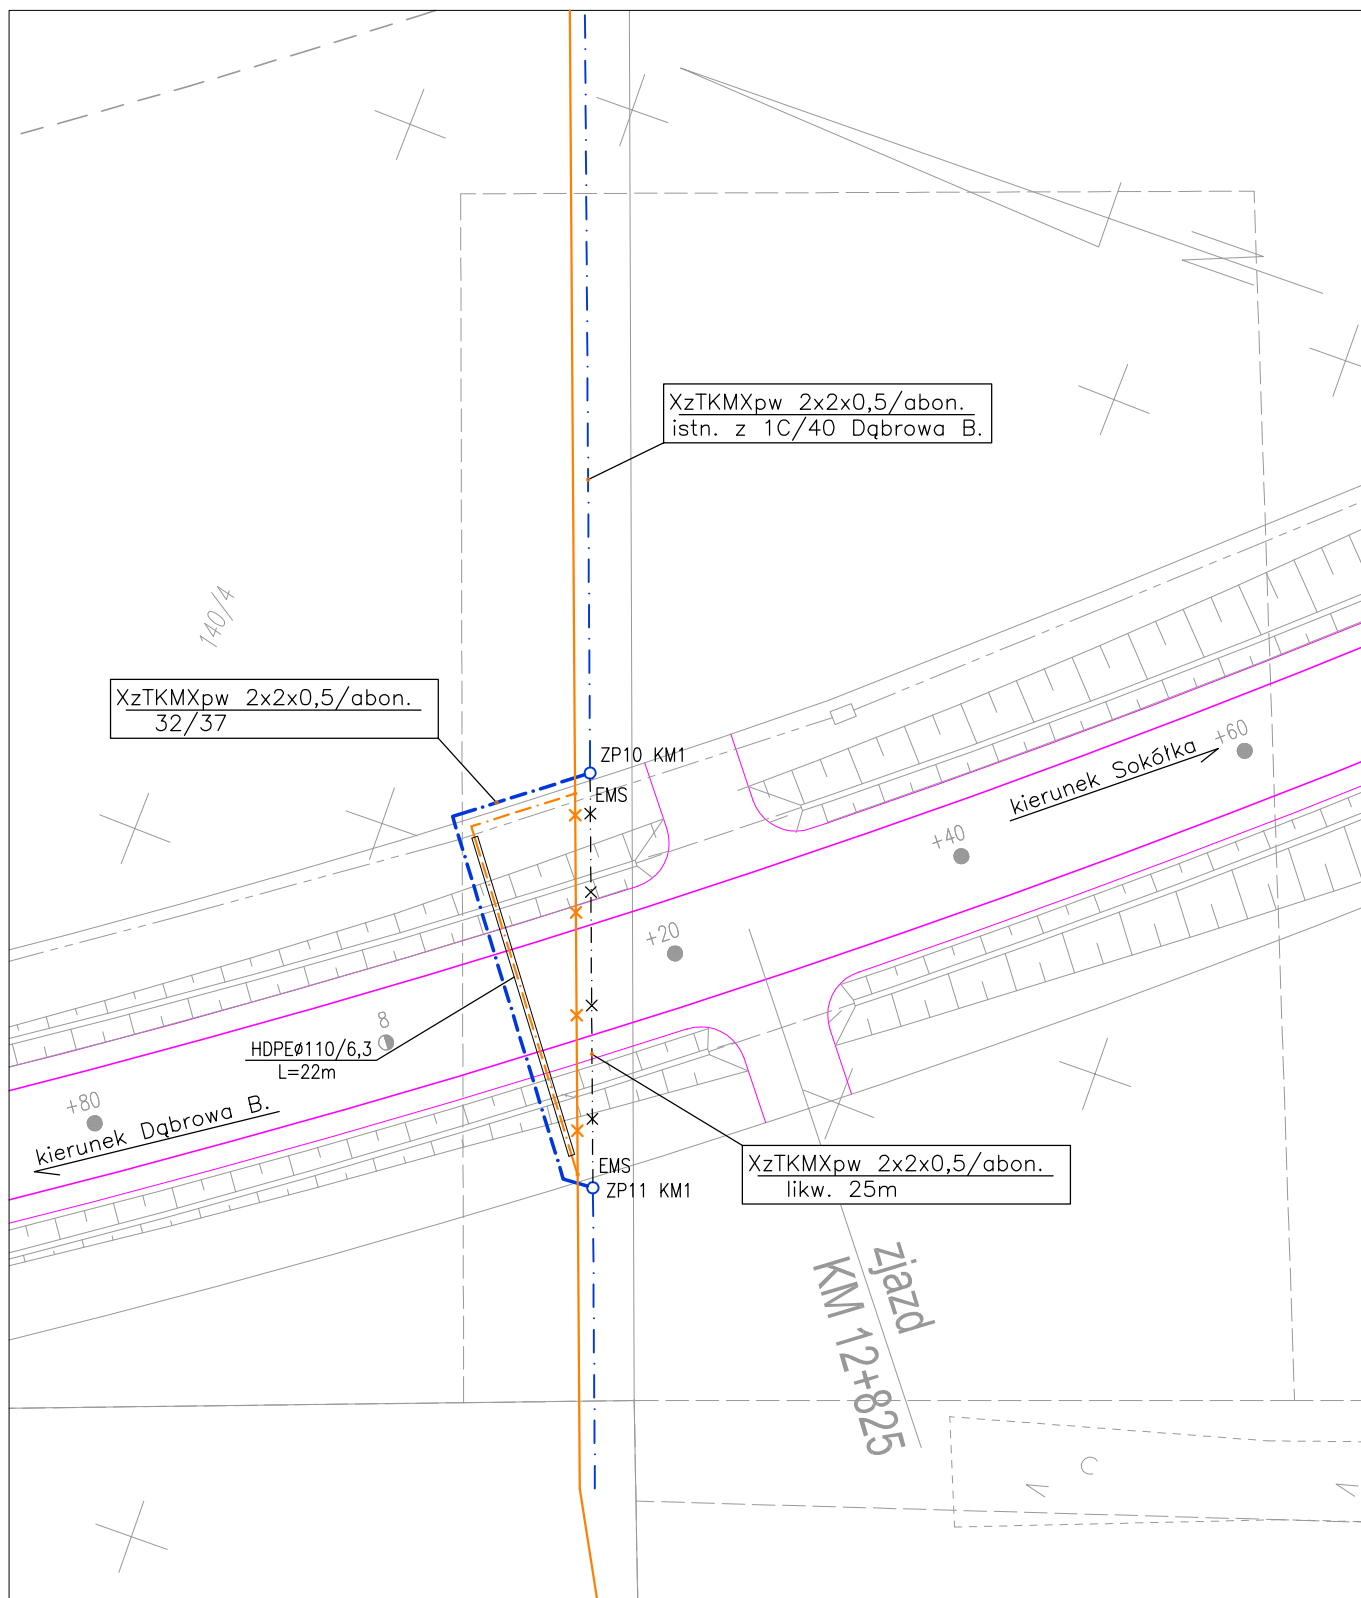 XzTKMXpw 2x2x0,5/abon.
istn. z 1C/40 Dąbrowa B.
140/4
XzTKMXpw 2x2x0,5/abon.
32/37
ZP10 KM1
EMS
+60
kierunek Sokółka
+40
+20
8
HDPEø110/6,3
L=22m
+80
kierunek Dąbrowa B.
EMS
ZP11 KM1
XzTKMXpw 2x2x0,5/abon.
likw. 25m
zjazd
KM 12+825